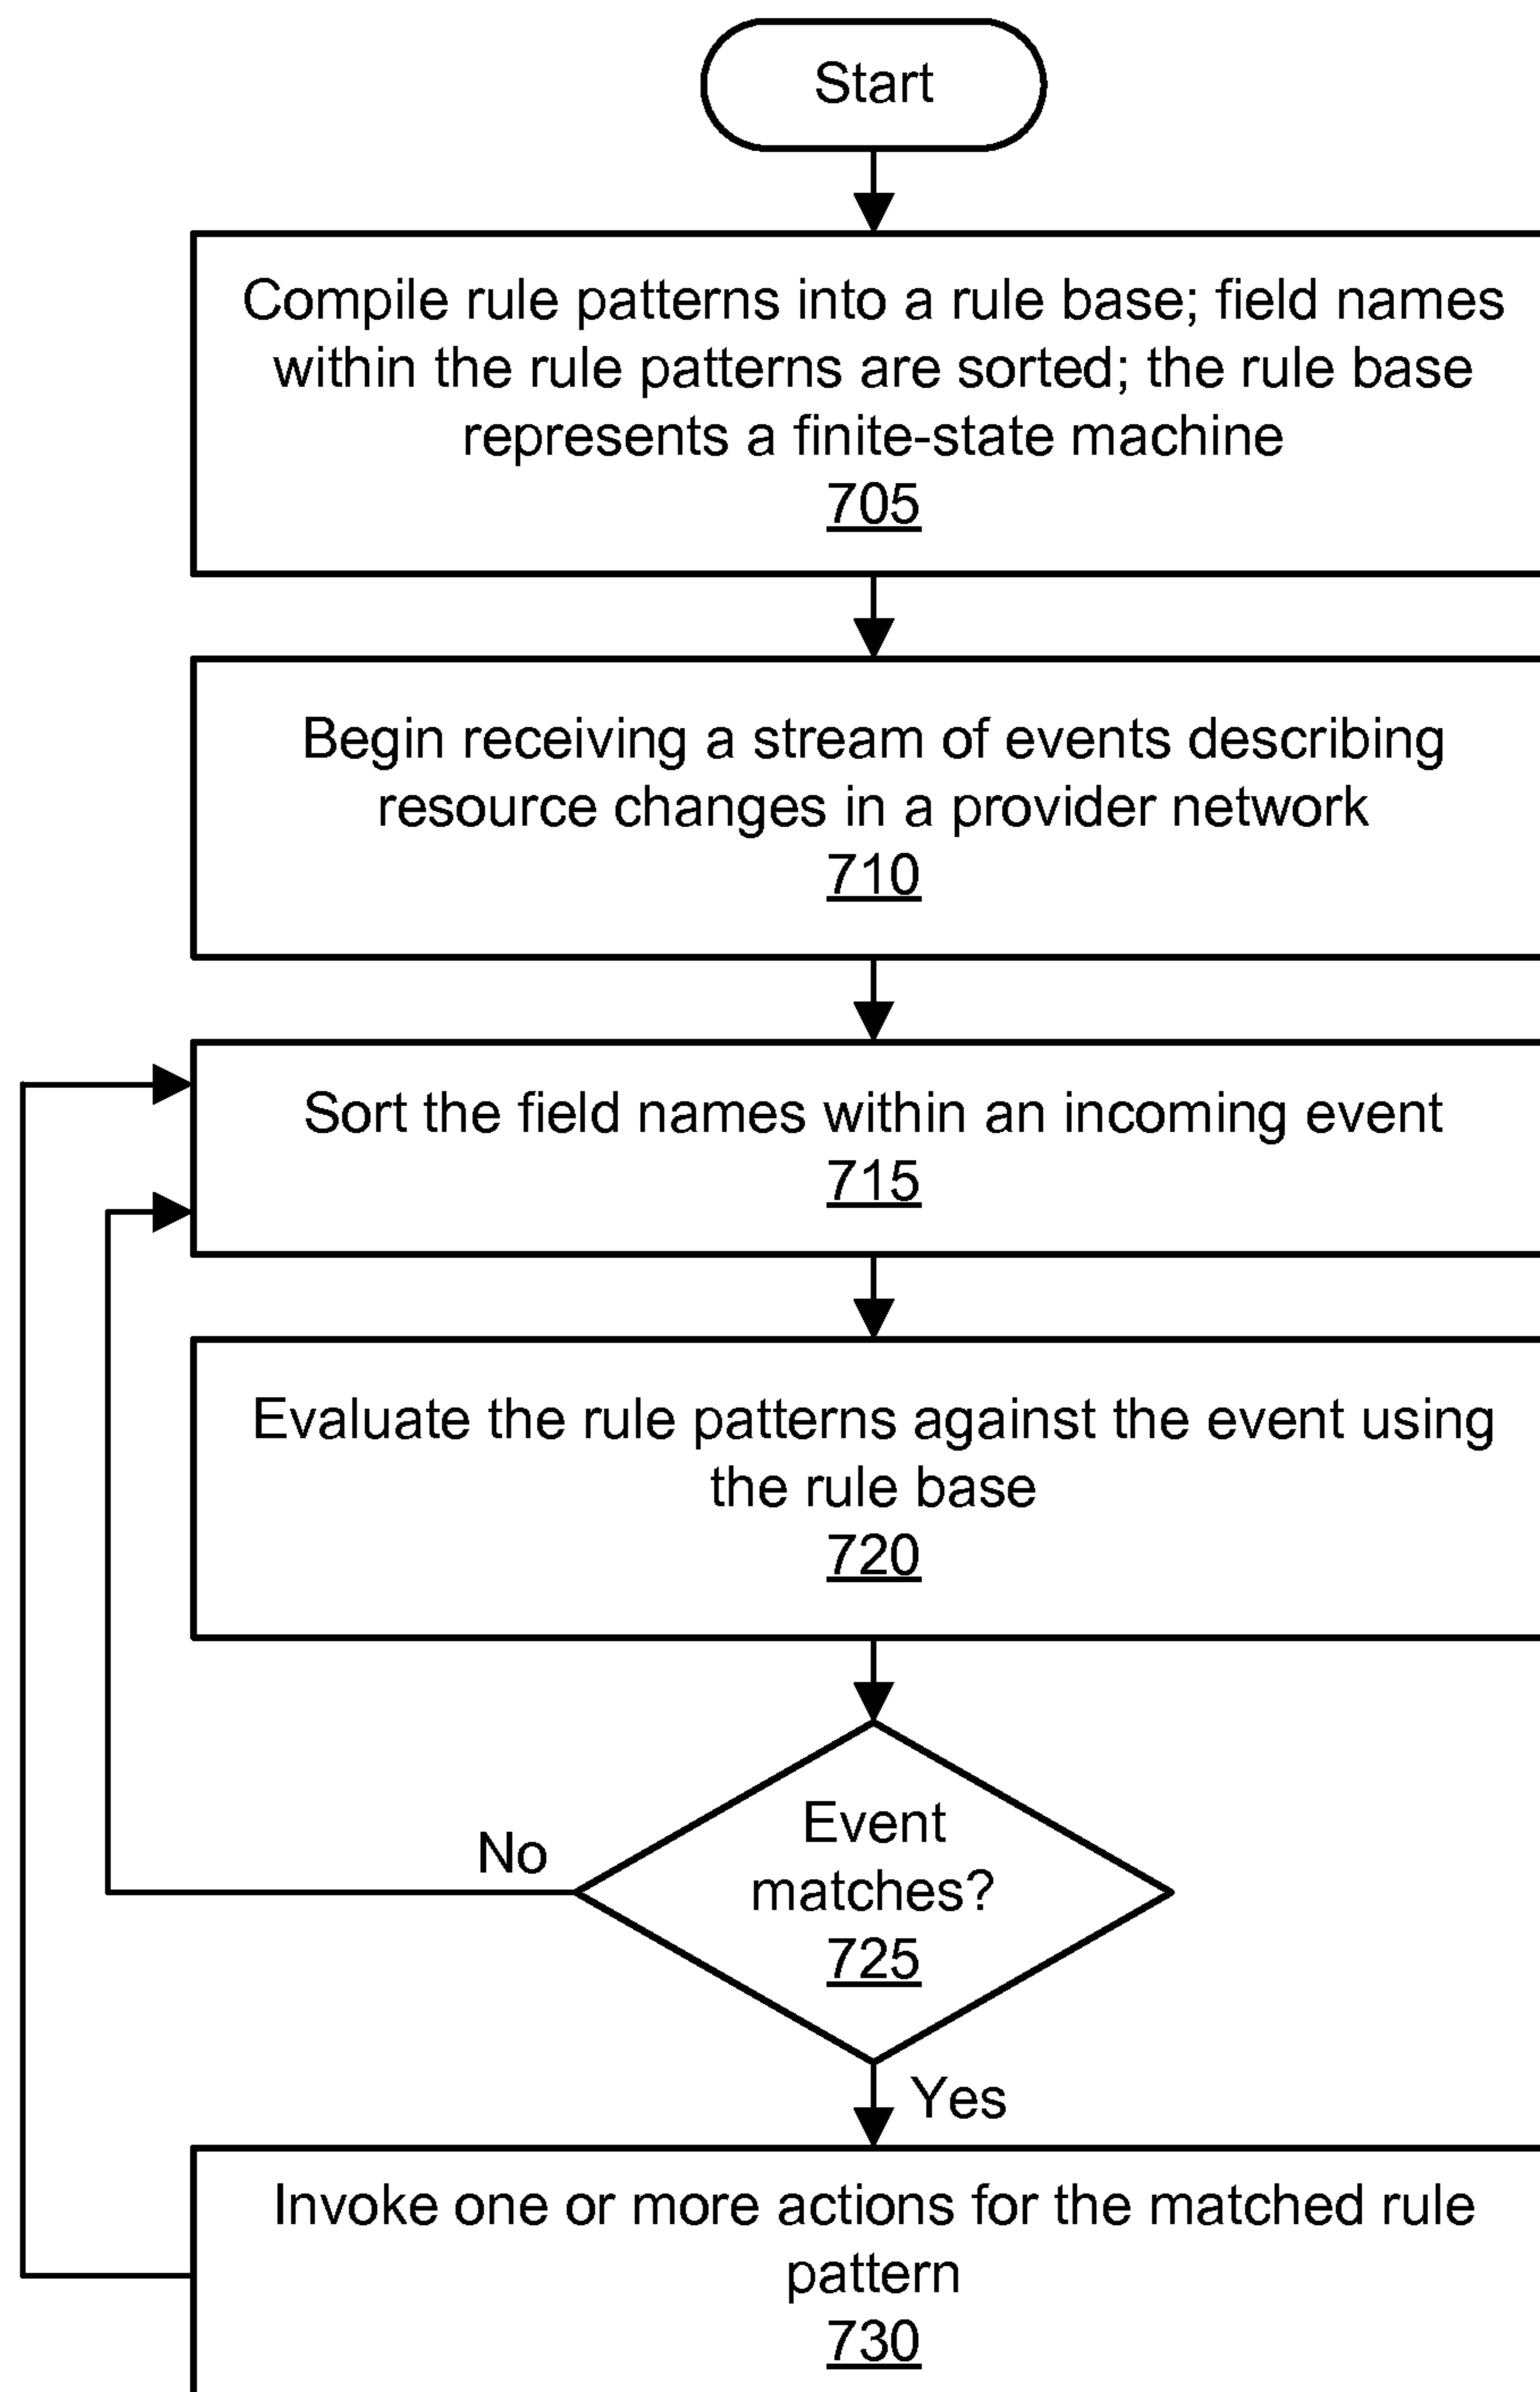 Start
Compile rule patterns into a rule base; field names
within the rule patterns are sorted; the rule base
represents a finite-state machine
705
Begin receiving a stream of events describing
resource changes in a provider network
710
Sort the field names within an incoming event
715
Evaluate the rule patterns against the event using
the rule base
720
Event
matches?
725
No
Yes
Invoke one or more actions for the matched rule
pattern
730